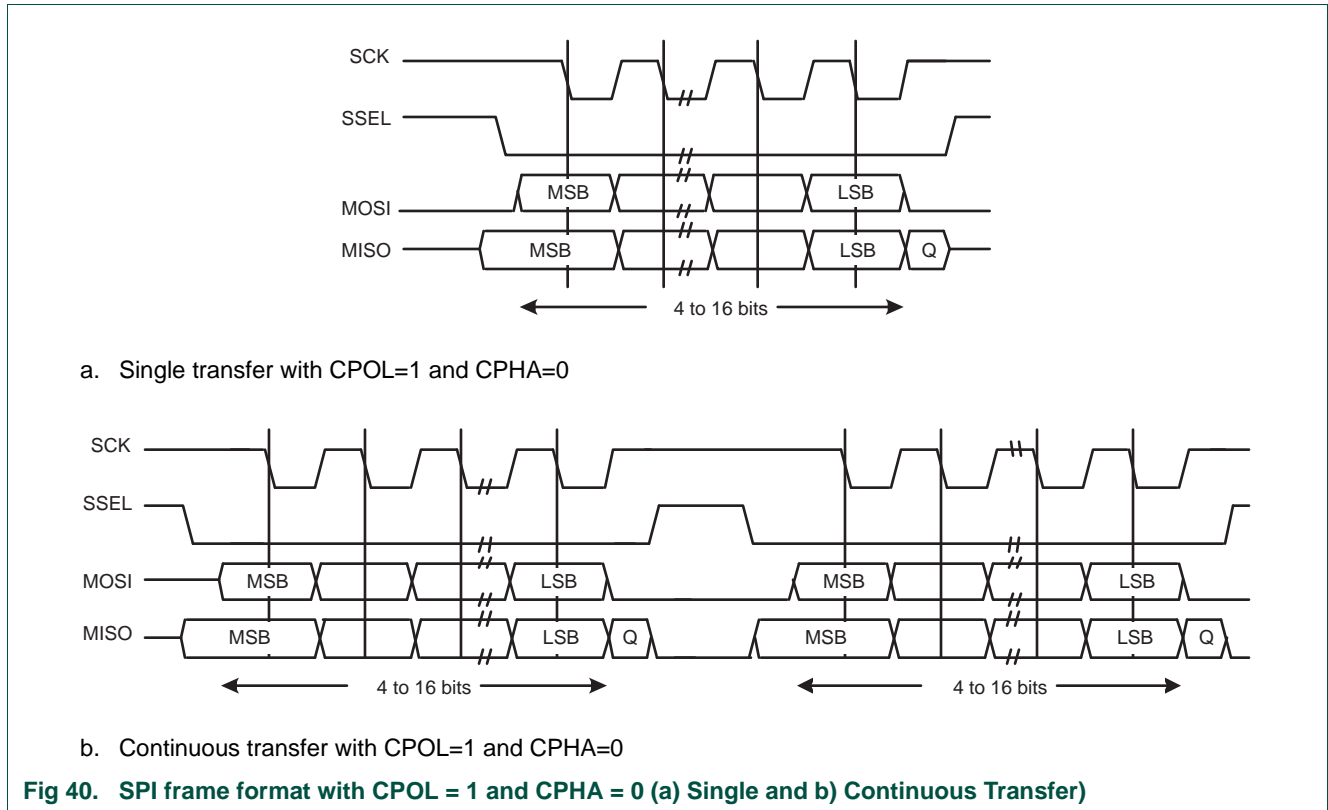 SCK
SSEL
MOSI MSB LSB
MISO MSB LSB Q
4 to 16 bits
a. Single transfer with CPOL=1 and CPHA=0
SCK
SSEL
MOSI MSB LSB MSB LSB
MISO MSB LSB Q MSB LSB Q
4 to 16 bits 4 to 16 bits
b. Continuous transfer with CPOL=1 and CPHA=0
Fig 40. SPI frame format with CPOL = 1 and CPHA = 0 (a) Single and b) Continuous Transfer)